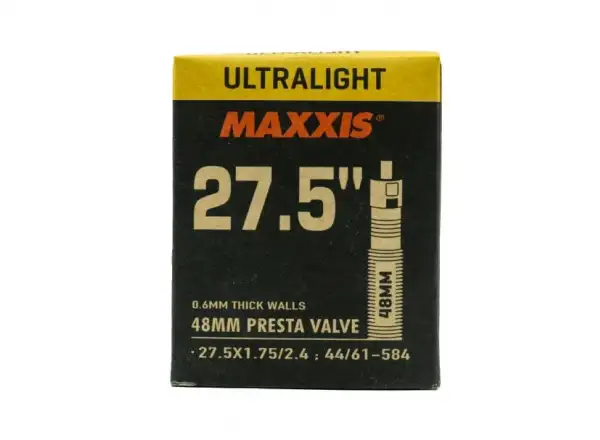 ULTRALIGHT
MAXXIS®
27.5"
48MM
0.6MM THICK WALLS
48MM PRESTA VALVE
·27.5X1.75/2.4 ; 44/61-584